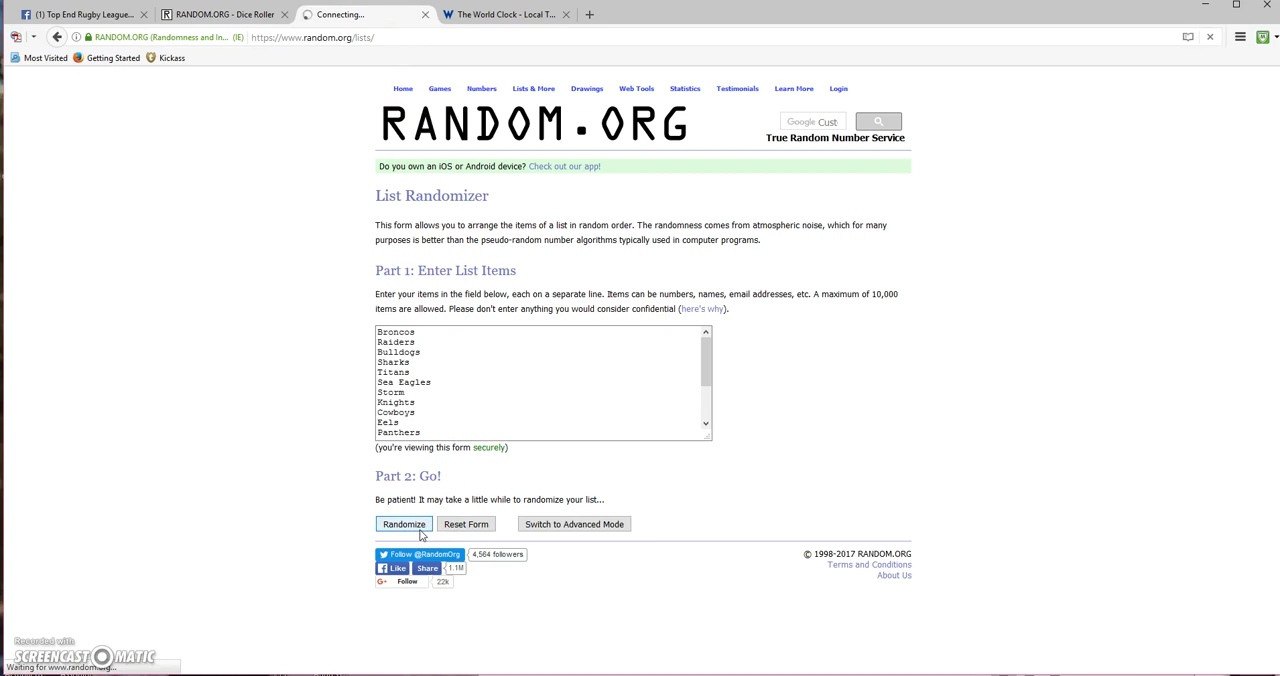 (1) Top End Rugby League...
RANDOM.ORG - Dice Roller
Connecting...
The World Clock - Local T...
RANDOM.ORG (Randomness and In... (IE)
https://www.random.org/lists/
Most Visited
Getting Started
Kickass
Home Games Numbers Lists & More Drawings Web Tools Statistics Testimonials Learn More Login
RANDOM.ORG
Google Cust
True Random Number Service
Do you own an iOS or Android device? Check out our app!
List Randomizer
This form allows you to arrange the items of a list in random order. The randomness comes from atmospheric noise, which for many
purposes is better than the pseudo-random number algorithms typically used in computer programs.
Part 1: Enter List Items
Enter your items in the field below, each on a separate line. Items can be numbers, names, email addresses, etc. A maximum of 10,000
items are allowed. Please don't enter anything you would consider confidential (here's why).
Broncos
Raiders
Bulldogs
Sharks
Titans
Sea Eagles
Storm
Knights
Cowboys
Eels
Panthers
(you're viewing this form securely)
Part 2: Go!
Be patient! It may take a little while to randomize your list...
Randomize
Reset Form
Switch to Advanced Mode
Follow @RandomOrg 4,564 followers
Like Share 1.1M
G+ Follow 22k
© 1998-2017 RANDOM.ORG
Terms and Conditions
About Us
Recorded with
SCREENCAST-O-MATIC
Waiting for www.random.org...